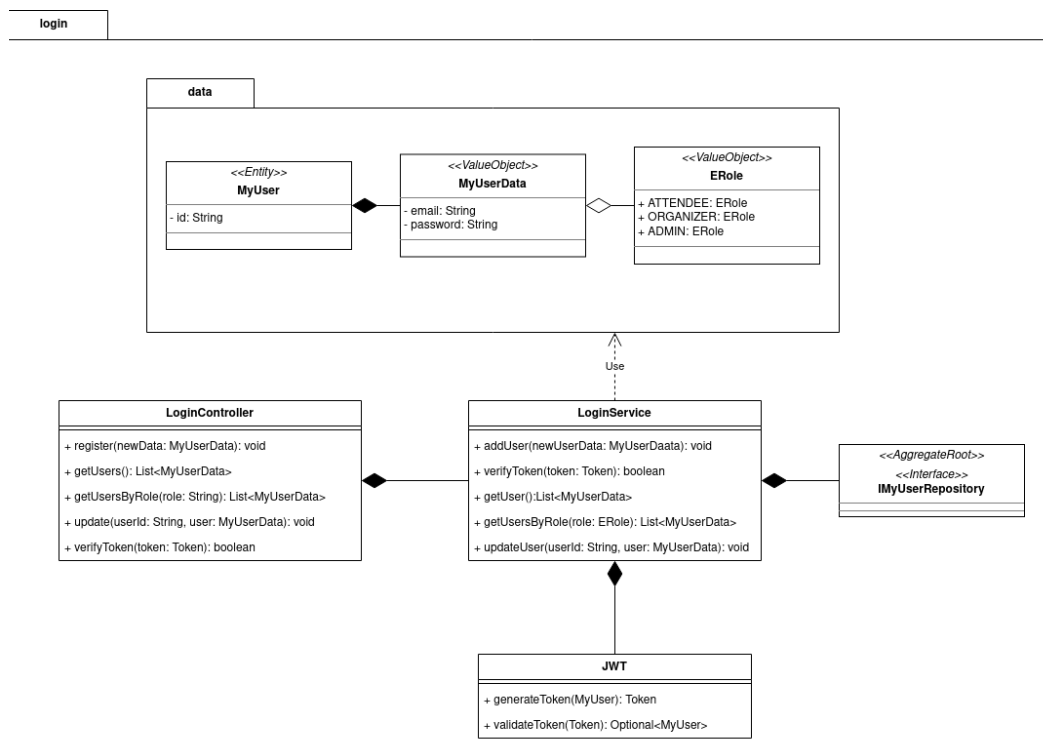 login
data
<<Entity>>
MyUser
- id: String
<<ValueObject>>
MyUserData
- email: String
- password: String
<<ValueObject>>
ERole
+ ATTENDEE: ERole
+ ORGANIZER: ERole
+ ADMIN: ERole
Use
LoginController
+ register(newData: MyUserData): void
+ getUsers(): List<MyUserData>
+ getUsersByRole(role: String): List<MyUserData>
+ update(userId: String, user: MyUserData): void
+ verifyToken(token: Token): boolean
LoginService
+ addUser(newUserData: MyUserDaata): void
+ verifyToken(token: Token): boolean
+ getUser():List<MyUserData>
+ getUsersByRole(role: ERole): List<MyUserData>
+ updateUser(userId: String, user: MyUserData): void
<<AggregateRoot>>
<<Interface>>
IMyUserRepository
JWT
+ generateToken(MyUser): Token
+ validateToken(Token): Optional<MyUser>